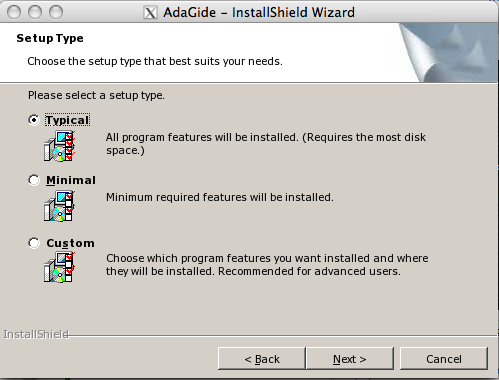 AdaGide – InstallShield Wizard
Setup Type
Choose the setup type that best suits your needs.
Please select a setup type.
Typical
All program features will be installed. (Requires the most disk
space.)
Minimal
Minimum required features will be installed.
Custom
Choose which program features you want installed and where
they will be installed. Recommended for advanced users.
InstallShield
< Back
Next >
Cancel